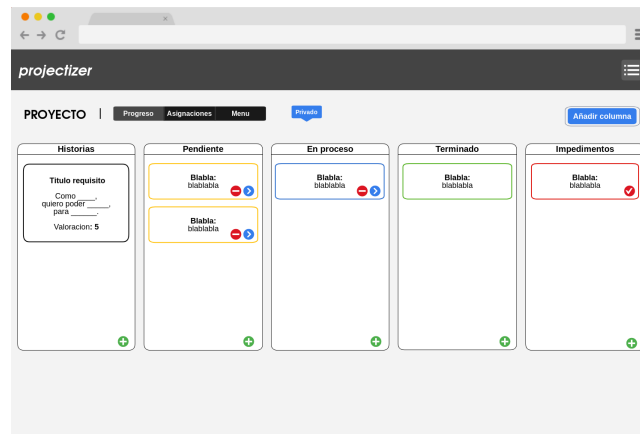 projectizer
PROYECTO | Progreso Asignaciones Menu Privado Añadir columna
Historias
Titulo requisito
Como ____,
quiero poder _____,
para ______.
Valoracion: 5
Pendiente
Blabla:
blablabla
Blabla:
blablabla
En proceso
Blabla:
blablabla
Terminado
Blabla:
blablabla
Impedimentos
Blabla:
blablabla